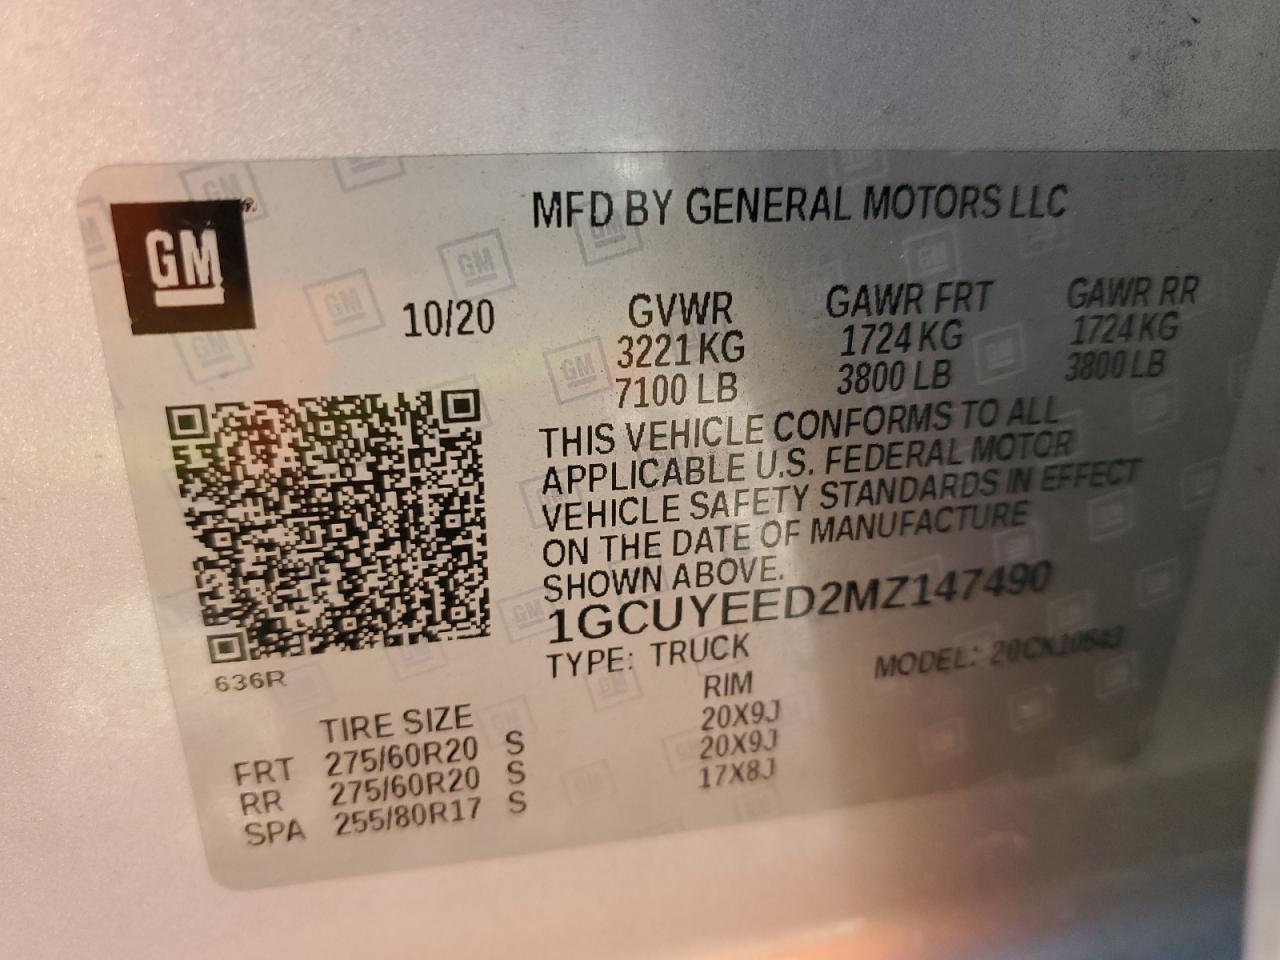 GM
MFD BY GENERAL MOTORS LLC
10/20
GVWR GAWR FRT GAWR RR
3221 KG 1724 KG 1724 KG
7100 LB 3800 LB 3800 LB
THIS VEHICLE CONFORMS TO ALL
APPLICABLE U.S. FEDERAL MOTOR
VEHICLE SAFETY STANDARDS IN EFFECT
ON THE DATE OF MANUFACTURE
SHOWN ABOVE.
1GCUYEED2MZ147490
TYPE: TRUCK MODEL: 20CK10543
636R
TIRE SIZE RIM
FRT 275/60R20 S 20X9J
RR 275/60R20 S 20X9J
SPA 255/80R17 S 17X8J